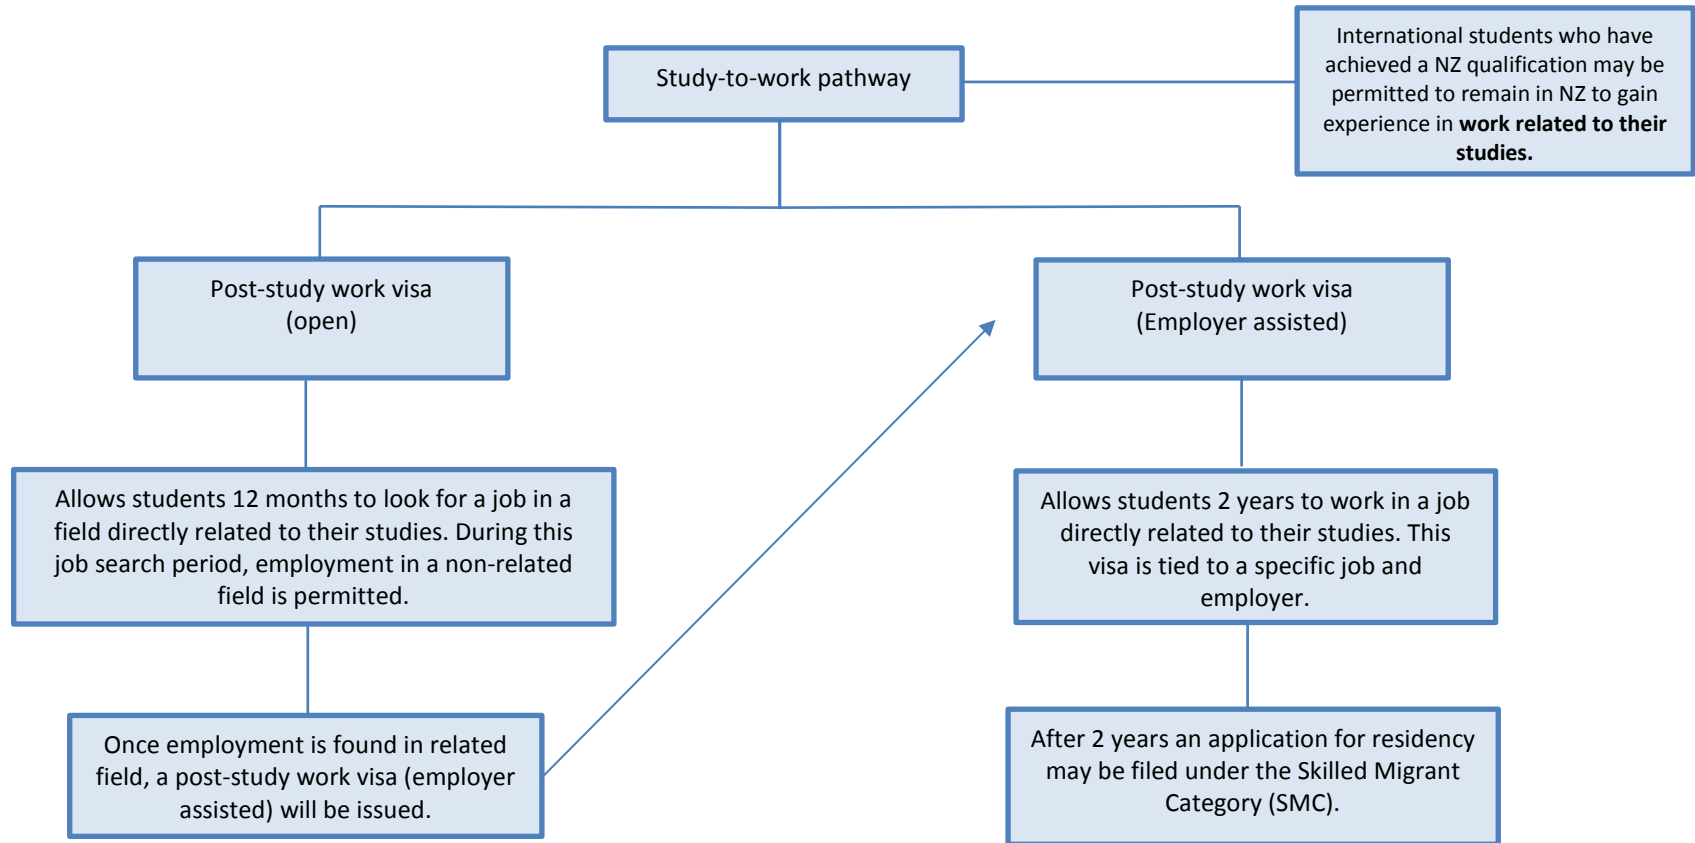 Study-to-work pathway
International students who have
achieved a NZ qualification may be
permitted to remain in NZ to gain
experience in work related to their
studies.
Post-study work visa
(open)
Post-study work visa
(Employer assisted)
Allows students 12 months to look for a job in a
field directly related to their studies. During this
job search period, employment in a non-related
field is permitted.
Allows students 2 years to work in a job
directly related to their studies. This
visa is tied to a specific job and
employer.
Once employment is found in related
field, a post-study work visa (employer
assisted) will be issued.
After 2 years an application for residency
may be filed under the Skilled Migrant
Category (SMC).